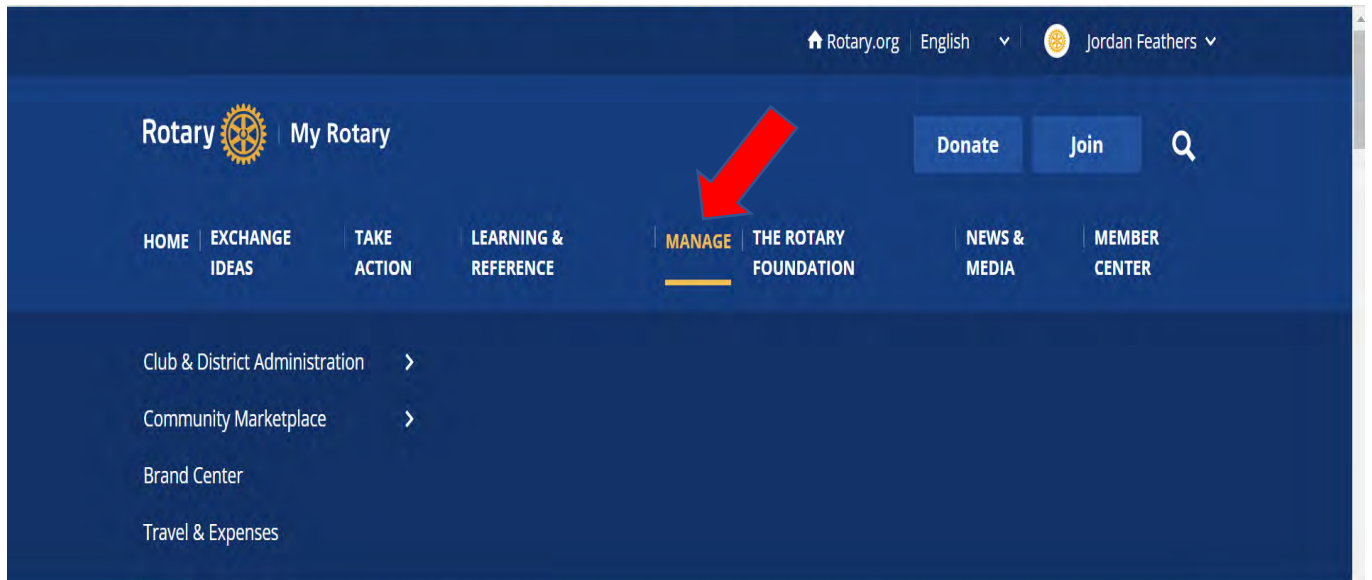 Rotary.org English Jordan Feathers
Rotary My Rotary
Donate Join
HOME EXCHANGE IDEAS TAKE ACTION LEARNING & REFERENCE MANAGE THE ROTARY FOUNDATION NEWS & MEDIA MEMBER CENTER
Club & District Administration
Community Marketplace
Brand Center
Travel & Expenses